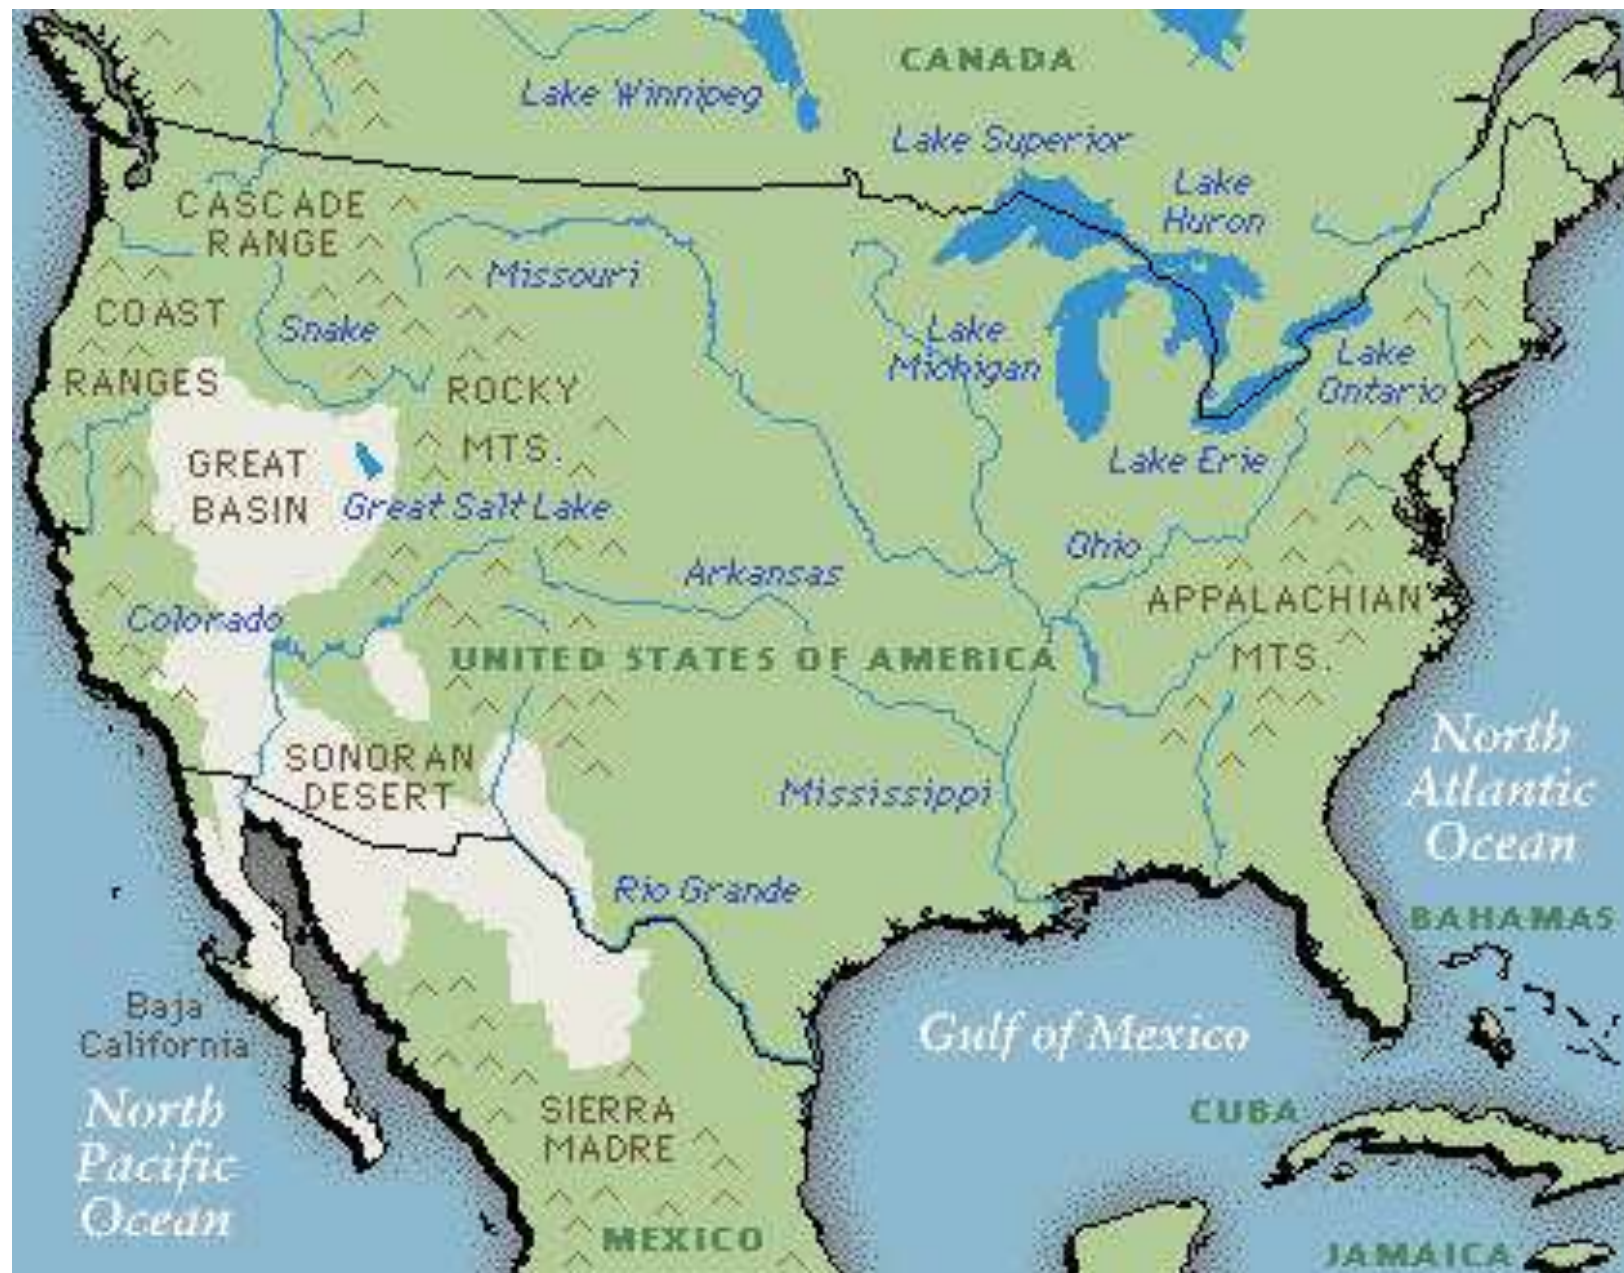 CANADA
Lake Winnipeg
Lake Superior
Lake
Huron
CASCADE
RANGE
Missouri
COAST
RANGES
Snake
Lake
Michigan
Lake
Ontario
ROCKY
MTS.
GREAT
BASIN
Great Salt Lake
Lake Erie
Ohio
Arkansas
APPALACHIAN
MTS.
Colorado
UNITED STATES OF AMERICA
SONORAN
DESERT
Mississippi
North
Atlantic
Ocean
Rio Grande
BAHAMAS
Baja
California
Gulf of Mexico
North
Pacific
Ocean
SIERRA
MADRE
CUBA
MEXICO
JAMAICA